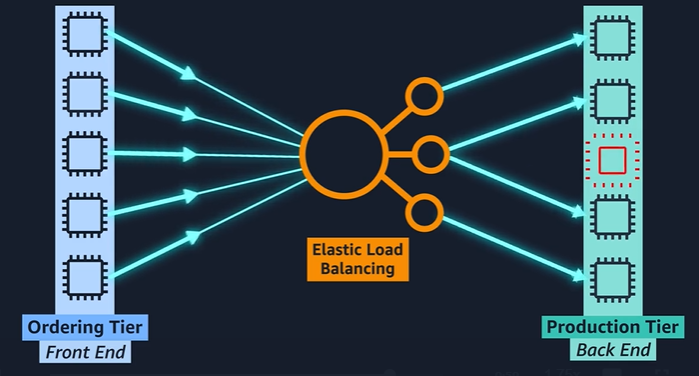 Elastic Load
Balancing
Ordering Tier
Front End
Production Tier
Back End